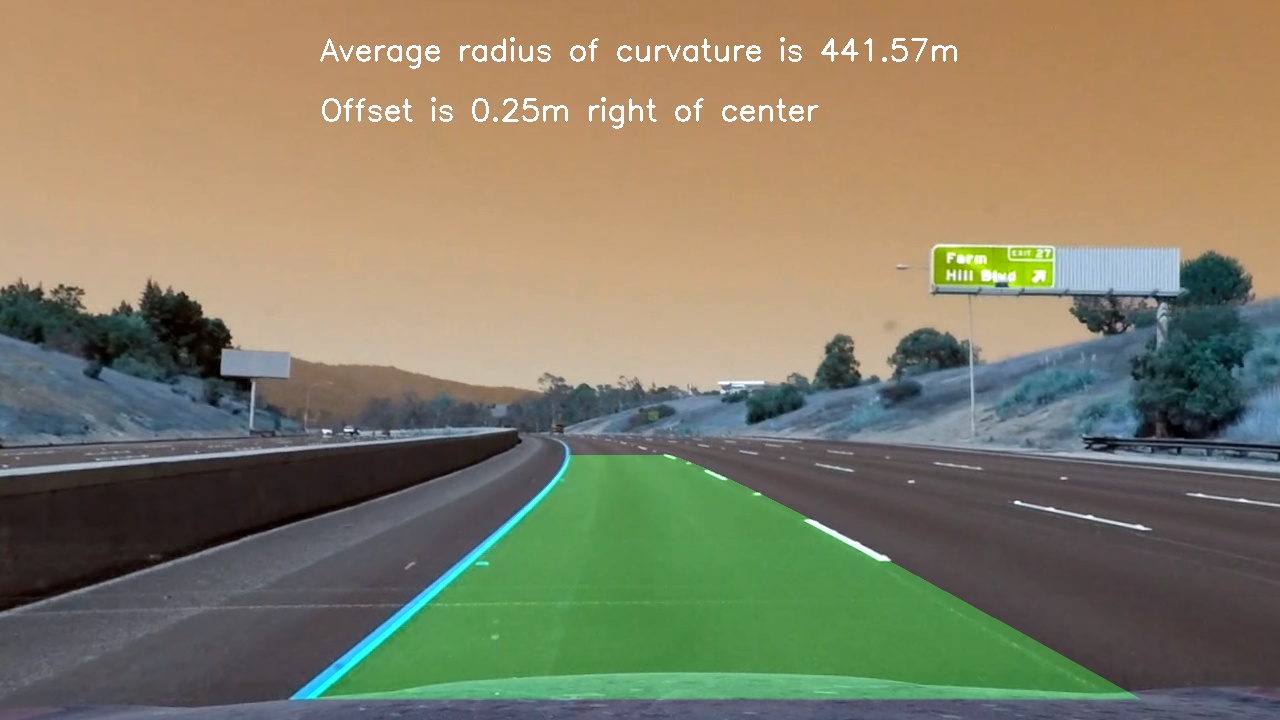 Average radius of curvature is 441.57m
Offset is 0.25m right of center
EXIT 27
Farm
Hill Blvd